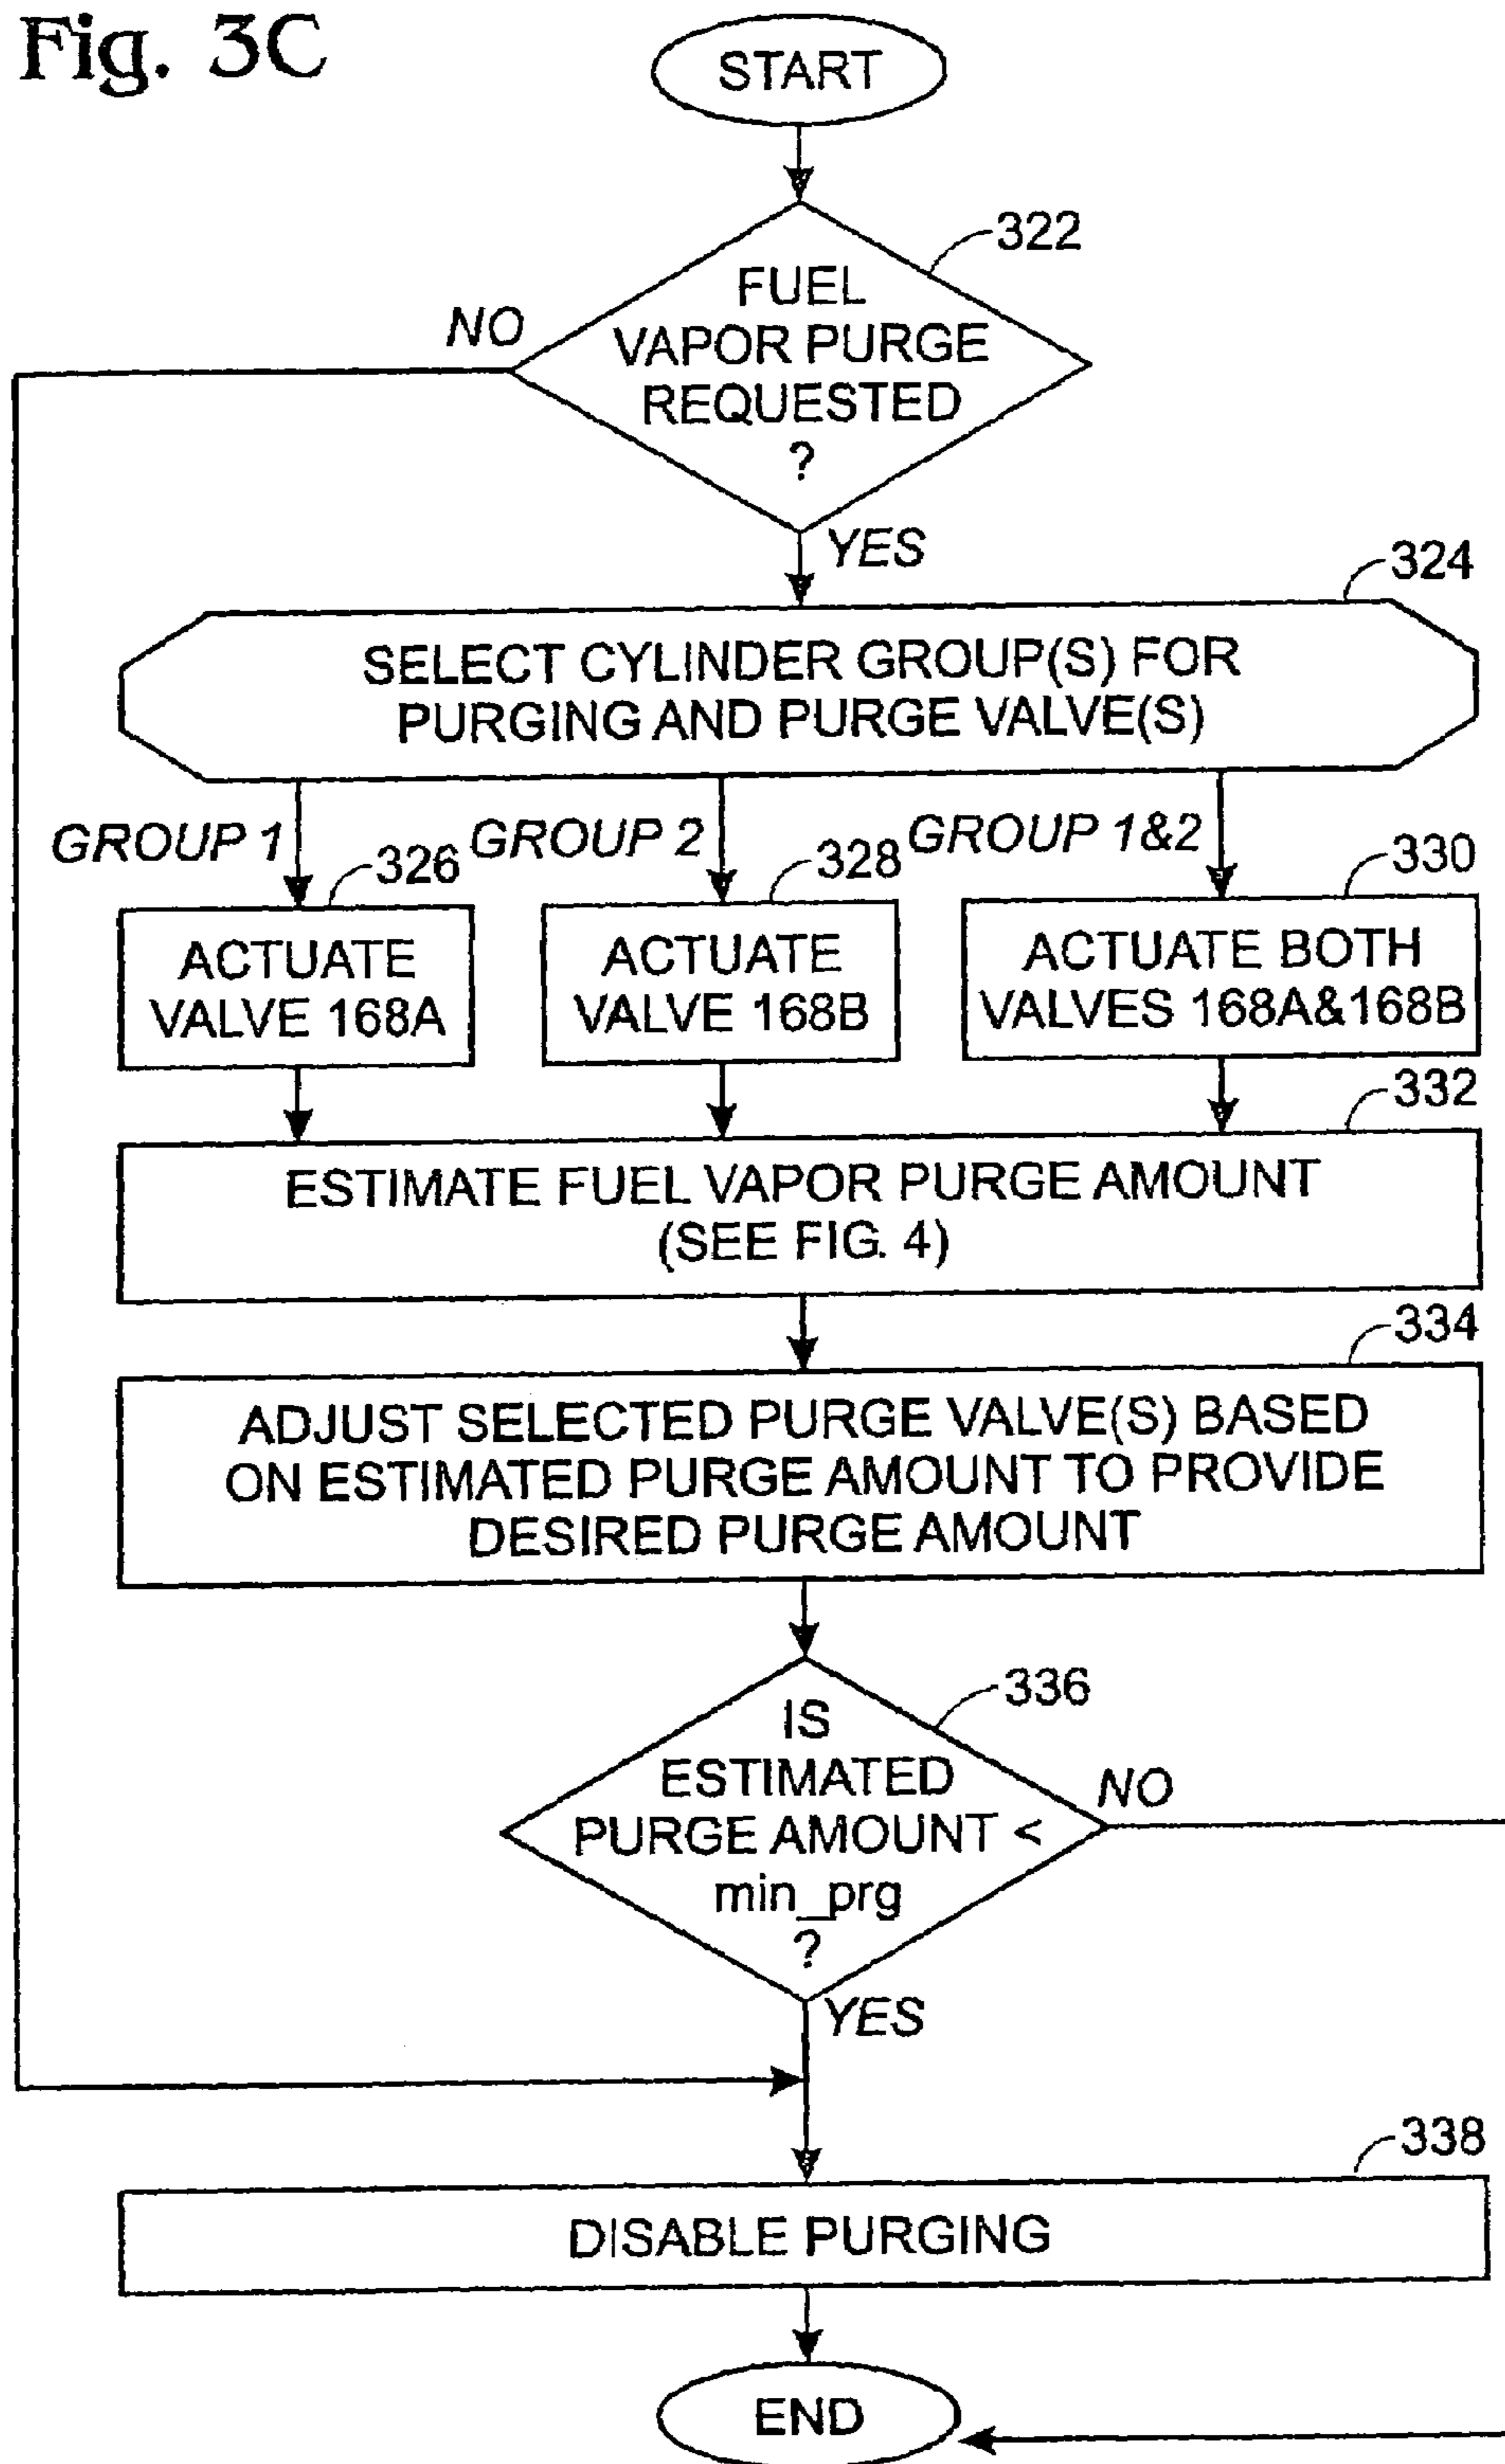 Fig. 3C
START
322
FUEL
VAPOR PURGE
REQUESTED
?
NO
YES
324
SELECT CYLINDER GROUP(S) FOR
PURGING AND PURGE VALVE(S)
GROUP 1
GROUP 2
GROUP 1&2
326
328
330
ACTUATE
VALVE 168A
ACTUATE
VALVE 168B
ACTUATE BOTH
VALVES 168A&168B
332
ESTIMATE FUEL VAPOR PURGE AMOUNT
(SEE FIG. 4)
334
ADJUST SELECTED PURGE VALVE(S) BASED
ON ESTIMATED PURGE AMOUNT TO PROVIDE
DESIRED PURGE AMOUNT
336
IS
ESTIMATED
PURGE AMOUNT <
min_prg
?
NO
YES
338
DISABLE PURGING
END